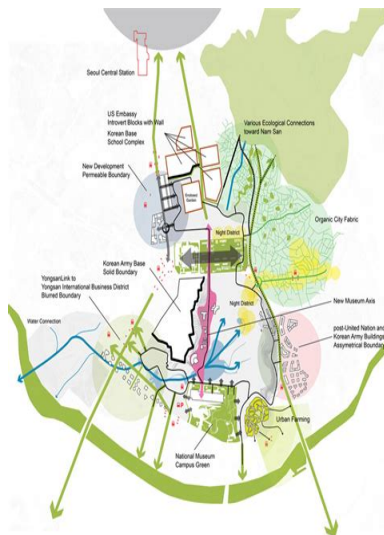 Seoul Central Station
US Embassy
Introvert Blocks with Wall
Korean Base
School Complex
Various Ecological Connections
toward Nam San
New Development
Permeable Boundary
Organic City Fabric
Night District
Korean Army Base
Solid Boundary
YongsanLink to
Yongsan International Business District
Blurred Boundary
Night District
New Museum Axis
Water Connection
post-United Nation and
Korean Army Buildings
Assymetrical Boundary
Urban Farming
National Museum
Campus Green